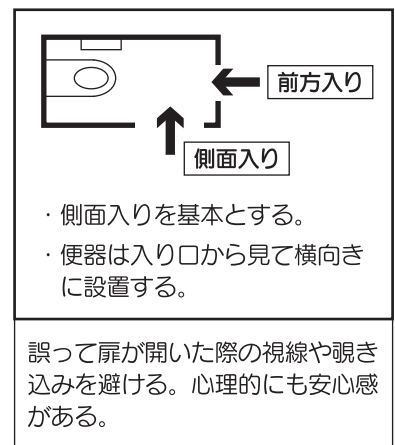 前方入り
側面入り
・側面入りを基本とする。
・便器は入り口から見て横向き
に設置する。
誤って扉が開いた際の視線や覗き
込みを避ける。心理的にも安心感
がある。